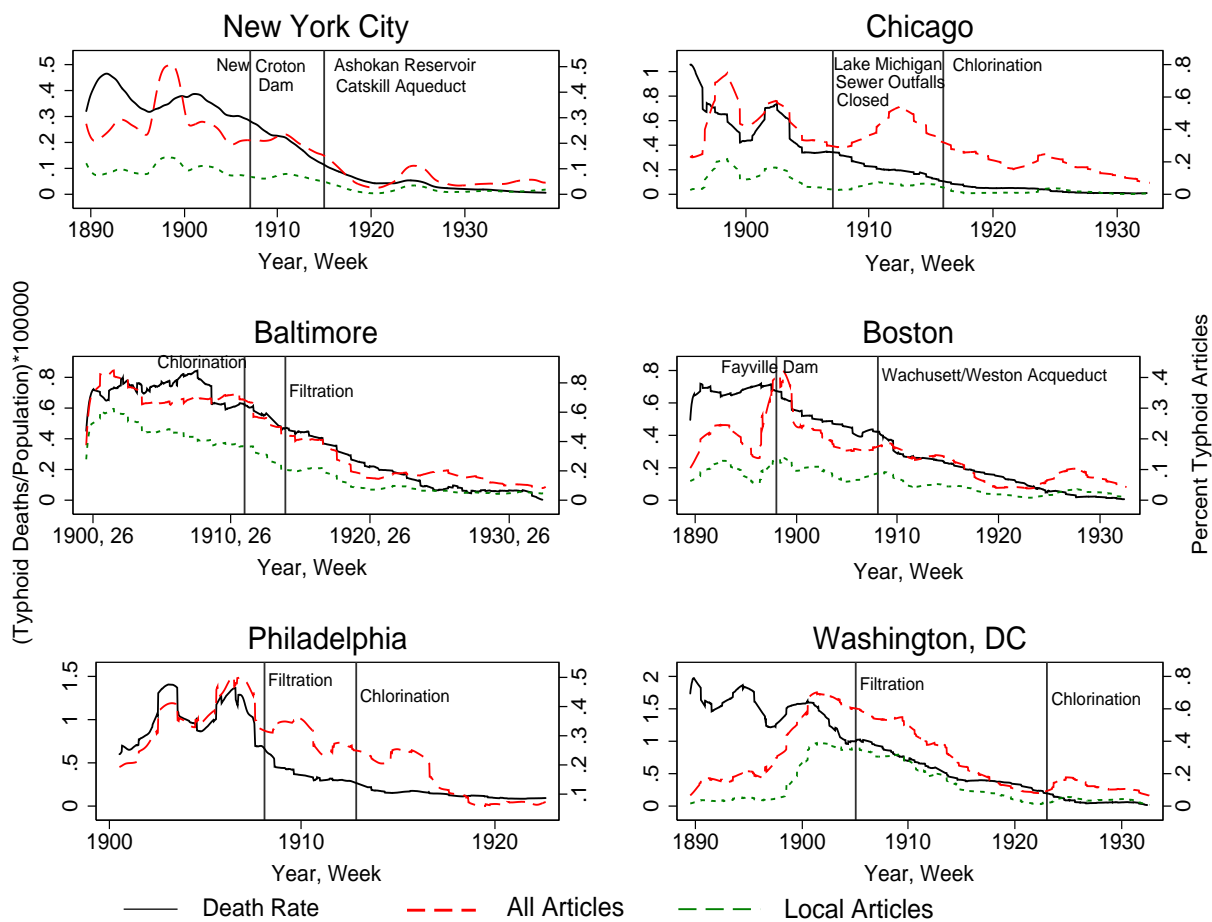 New York City
New Croton Dam
Ashokan Reservoir
Catskill Aqueduct
0 .1 .2 .3 .4 .5
0 .1 .2 .3 .4 .5
1890 1900 1910 1920 1930
Year, Week
Chicago
Lake Michigan
Sewer Outfalls
Closed
Chlorination
0 .2 .4 .6 .8 1
0 .2 .4 .6 .8
1900 1910 1920 1930
Year, Week
Baltimore
Chlorination
Filtration
0 .2 .4 .6 .8
0 .2 .4 .6 .8
1900, 26 1910, 26 1920, 26 1930, 26
Year, Week
Boston
Fayville Dam
Wachusett/Weston Acqueduct
0 .2 .4 .6 .8
0 .1 .2 .3 .4
1890 1900 1910 1920 1930
Year, Week
Philadelphia
Filtration
Chlorination
0 .5 1 1.5
.1 .2 .3 .4 .5
1900 1910 1920
Year, Week
Washington, DC
Filtration
Chlorination
0 .5 1 1.5 2
0 .2 .4 .6 .8
1890 1900 1910 1920 1930
Year, Week
(Typhoid Deaths/Population)*100000
Percent Typhoid Articles
Death Rate All Articles Local Articles